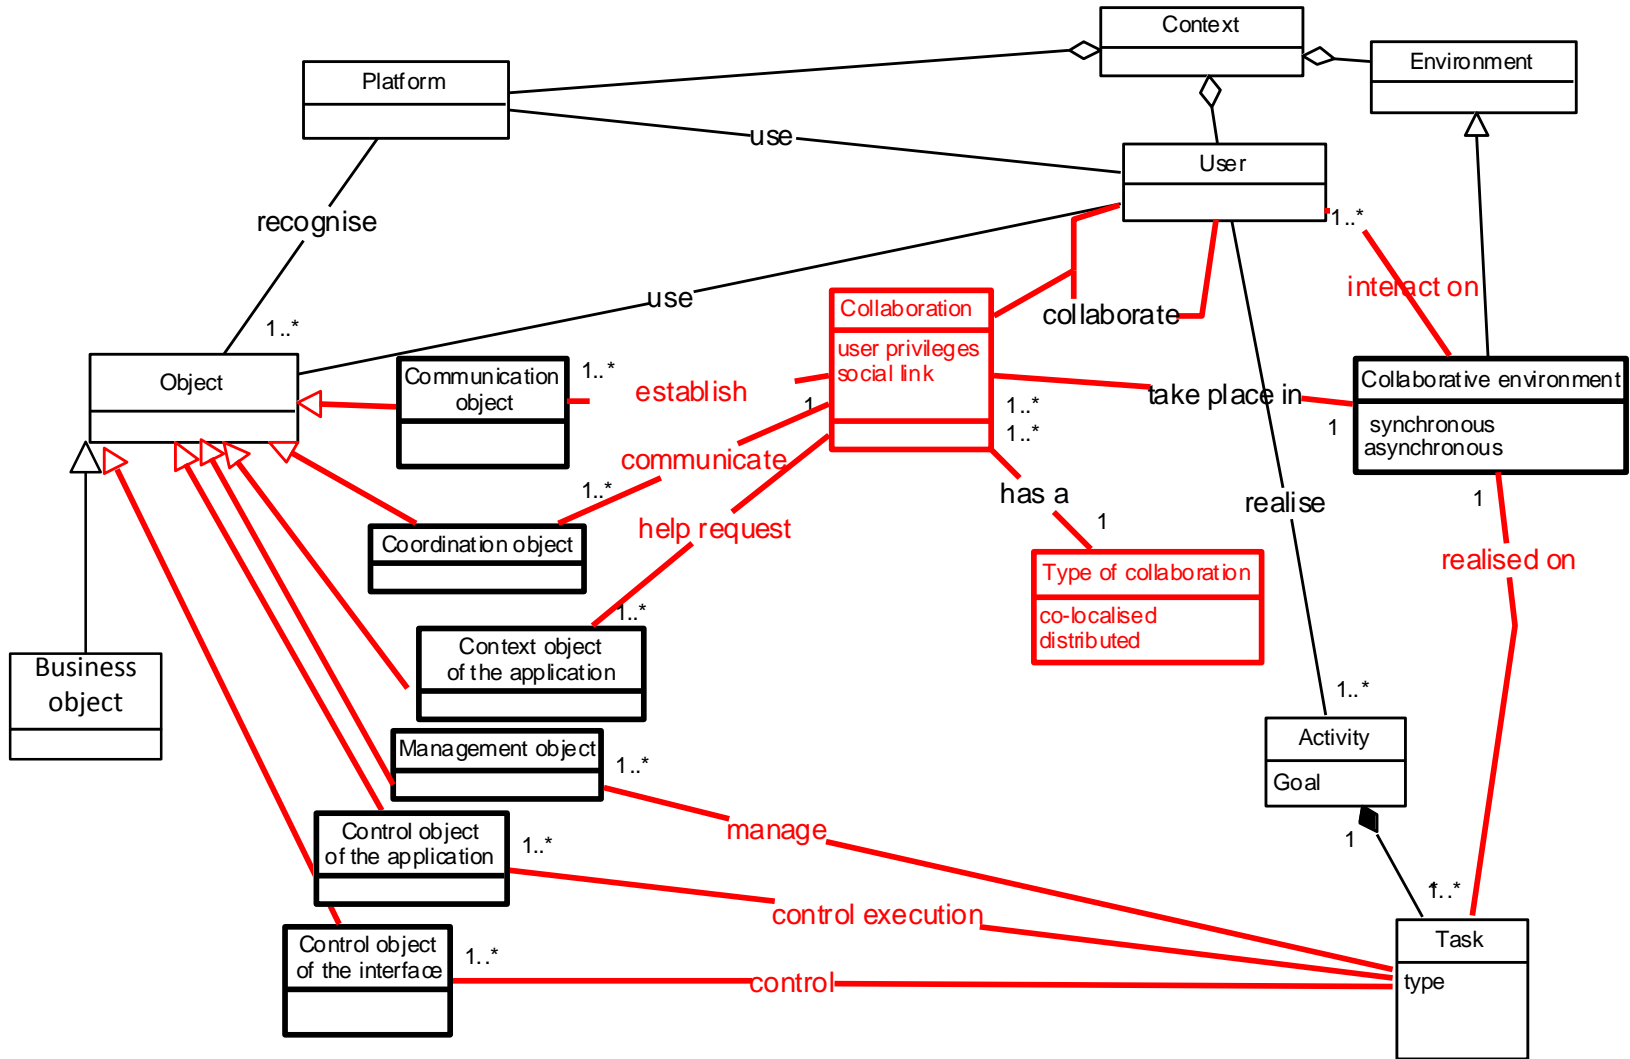 Context
Environment
Platform
use
User
recognise
1..*
interact on
use
Collaboration
collaborate
user privileges
social link
1..*
Object
Communication
object
1..*
establish
1
1..*
1..*
take place in
1
Collaborative environment
synchronous
asynchronous
communicate
1..*
has a
1
realise
1
help request
Coordination object
realised on
Type of collaboration
co-localised
distributed
1..*
Context object
of the application
Business
object
1..*
Management object
1..*
Activity
Goal
manage
Control object
of the application
1..*
1
1..*
control execution
Control object
of the interface
1..*
control
Task
type